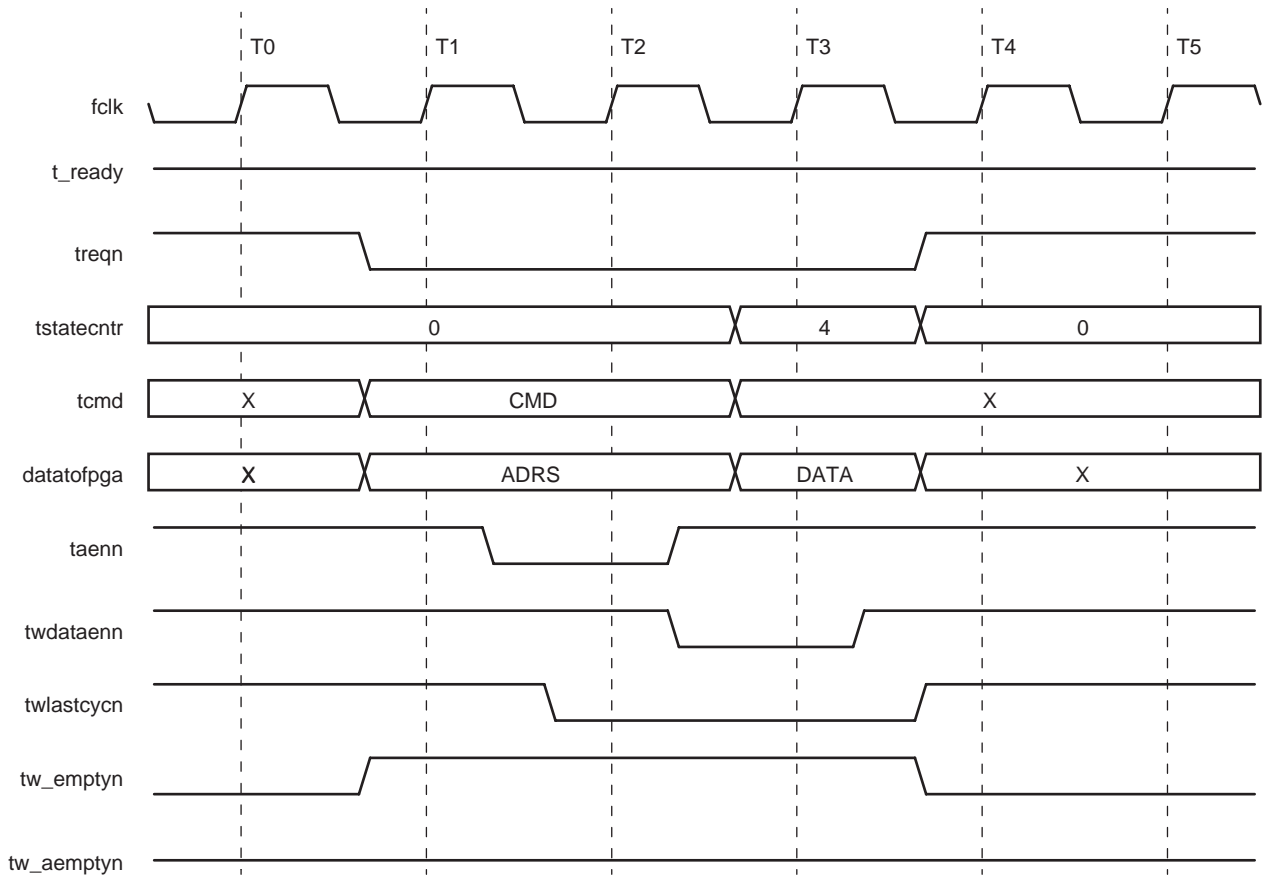 T0 T1 T2 T3 T4 T5
fclk
t_ready
treqn
tstatecntr 0 4 0
tcmd X CMD X
datatofpga X ADRS DATA X
taenn
twdataenn
twlastcycn
tw_emptyn
tw_aemptyn